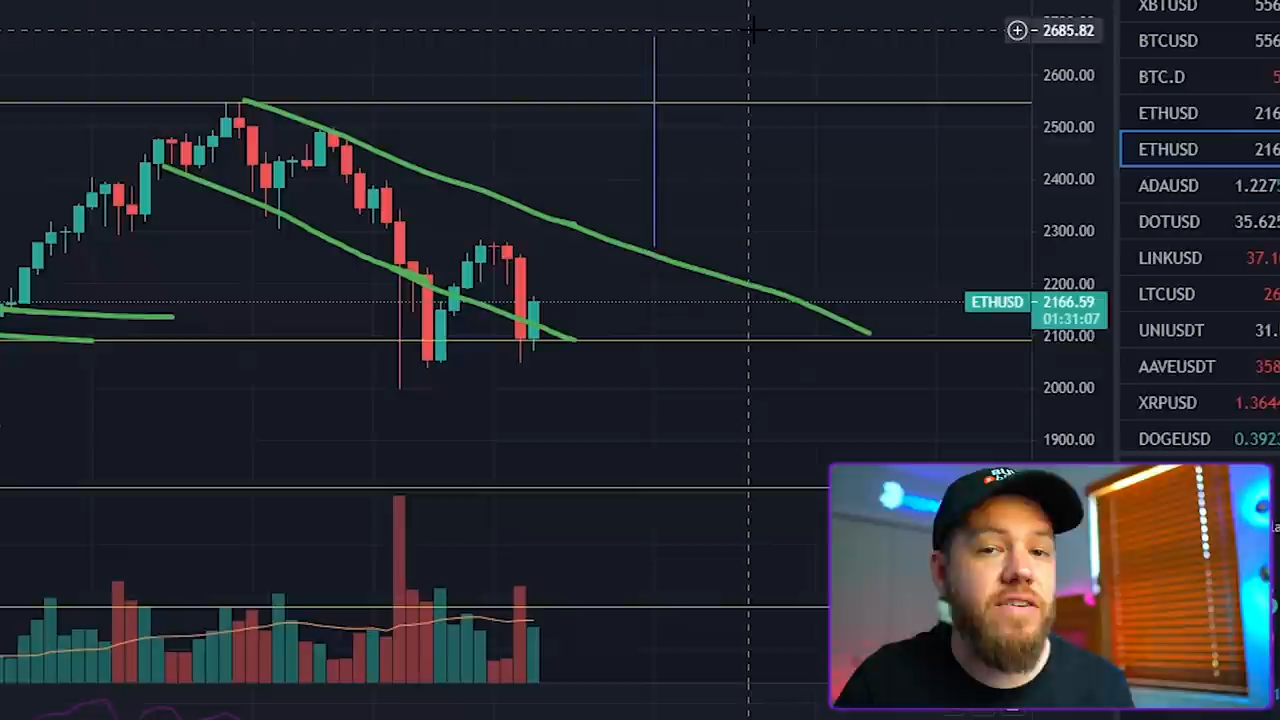 2685.82
2600.00
2500.00
2400.00
2300.00
2200.00
ETHUSD 2166.59
01:31:07
2100.00
2000.00
1900.00
XBTUSD 556
BTCUSD 556
BTC.D 5
ETHUSD 216
ETHUSD 216
ADAUSD 1.227
DOTUSD 35.625
LINKUSD 37.1
LTCUSD 26
UNIUSDT 31.
AAVEUSDT 358
XRPUSD 1.364
DOGEUSD 0.392